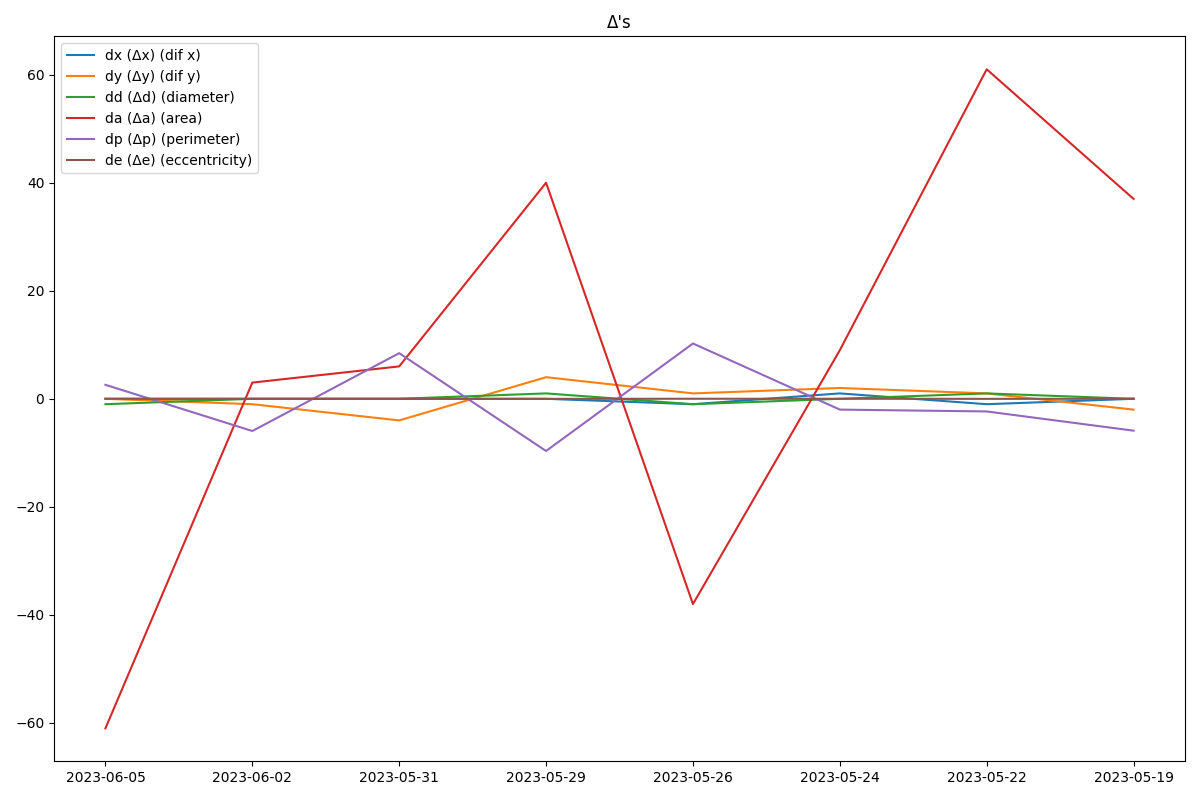 Δ's
dx (Δx) (dif x)
dy (Δy) (dif y)
dd (Δd) (diameter)
da (Δa) (area)
dp (Δp) (perimeter)
de (Δe) (eccentricity)
60
40
20
0
−20
−40
−60
2023-06-05 2023-06-02 2023-05-31 2023-05-29 2023-05-26 2023-05-24 2023-05-22 2023-05-19